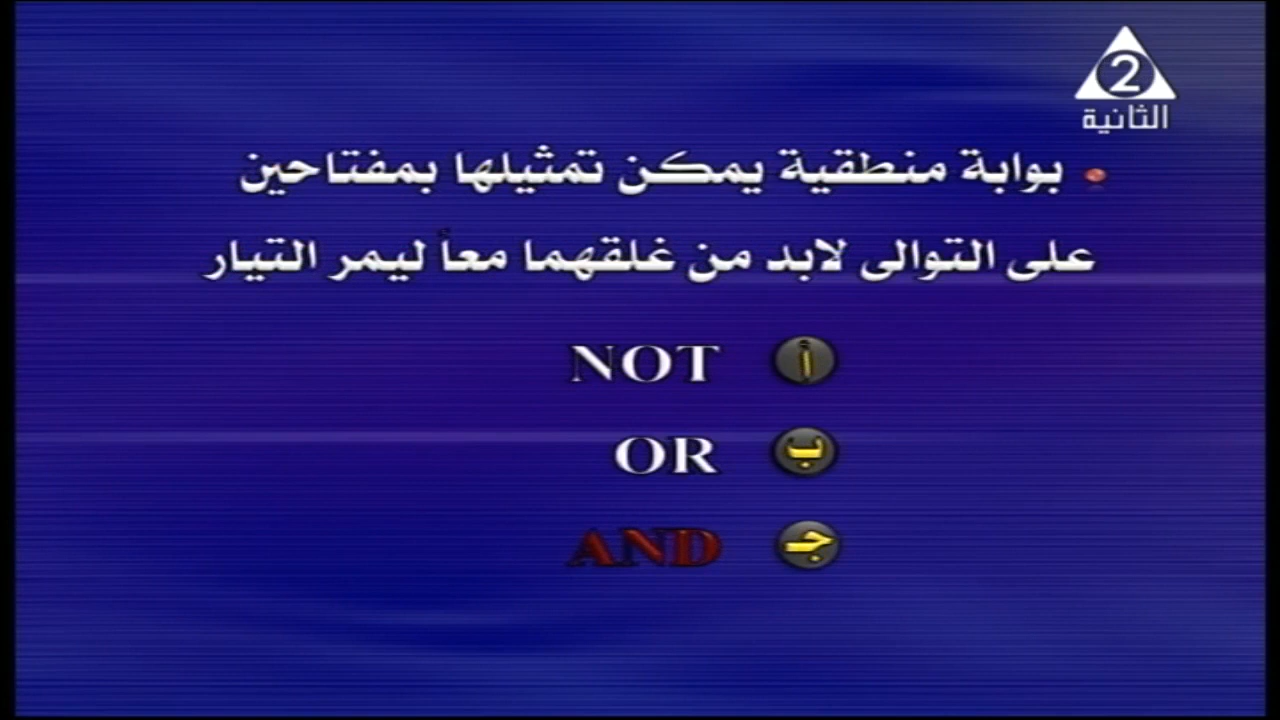 2
الثانية
• بوابة منطقية يمكن تمثيلها بمفتاحين
على التوالى لابد من غلقهما معاً ليمر التيار
أ NOT
ب OR
جـ AND